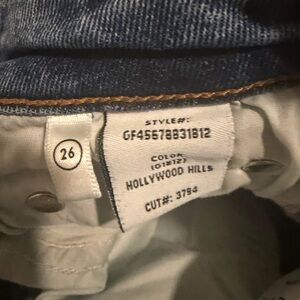 26
STYLE#:
GF45678831812
COLOR
(01812)
HOLLYWOOD HILLS
CUT#: 3794